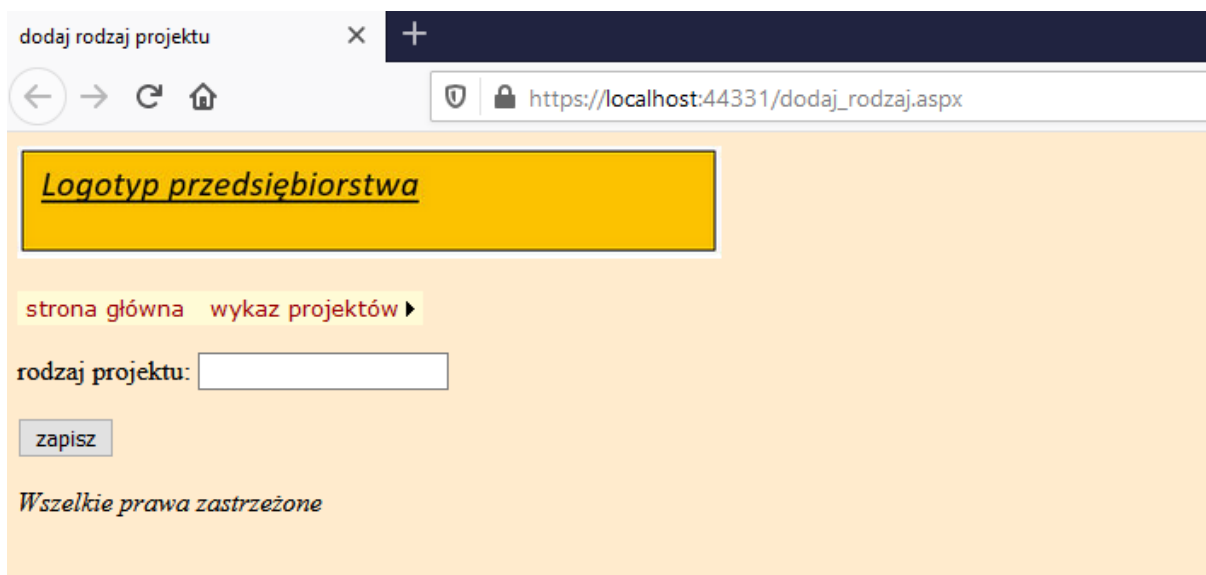 dodaj rodzaj projektu
https://localhost:44331/dodaj_rodzaj.aspx
Logotyp przedsiębiorstwa
strona główna wykaz projektów
rodzaj projektu:
zapisz
Wszelkie prawa zastrzeżone